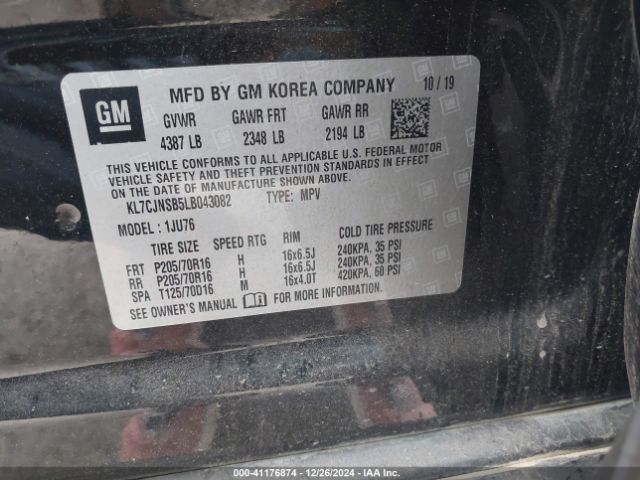 GM
MFD BY GM KOREA COMPANY 10 / 19
GVWR GAWR FRT GAWR RR
4387 LB 2348 LB 2194 LB
THIS VEHICLE CONFORMS TO ALL APPLICABLE U.S. FEDERAL MOTOR
VEHICLE SAFETY AND THEFT PREVENTION STANDARDS IN EFFECT
ON THE DATE OF MANUFACTURE SHOWN ABOVE.
KL7CJNSB5LB043082 TYPE: MPV
MODEL : 1JU76
TIRE SIZE SPEED RTG RIM COLD TIRE PRESSURE
FRT P205/70R16 H 16x6.5J 240KPA, 35 PSI
RR P205/70R16 H 16x6.5J 240KPA, 35 PSI
SPA T125/70D16 M 16x4.0T 420KPA, 60 PSI
SEE OWNER'S MANUAL FOR MORE INFORMATION.
000-41176874 | 12/26/2024 - IAA Inc.